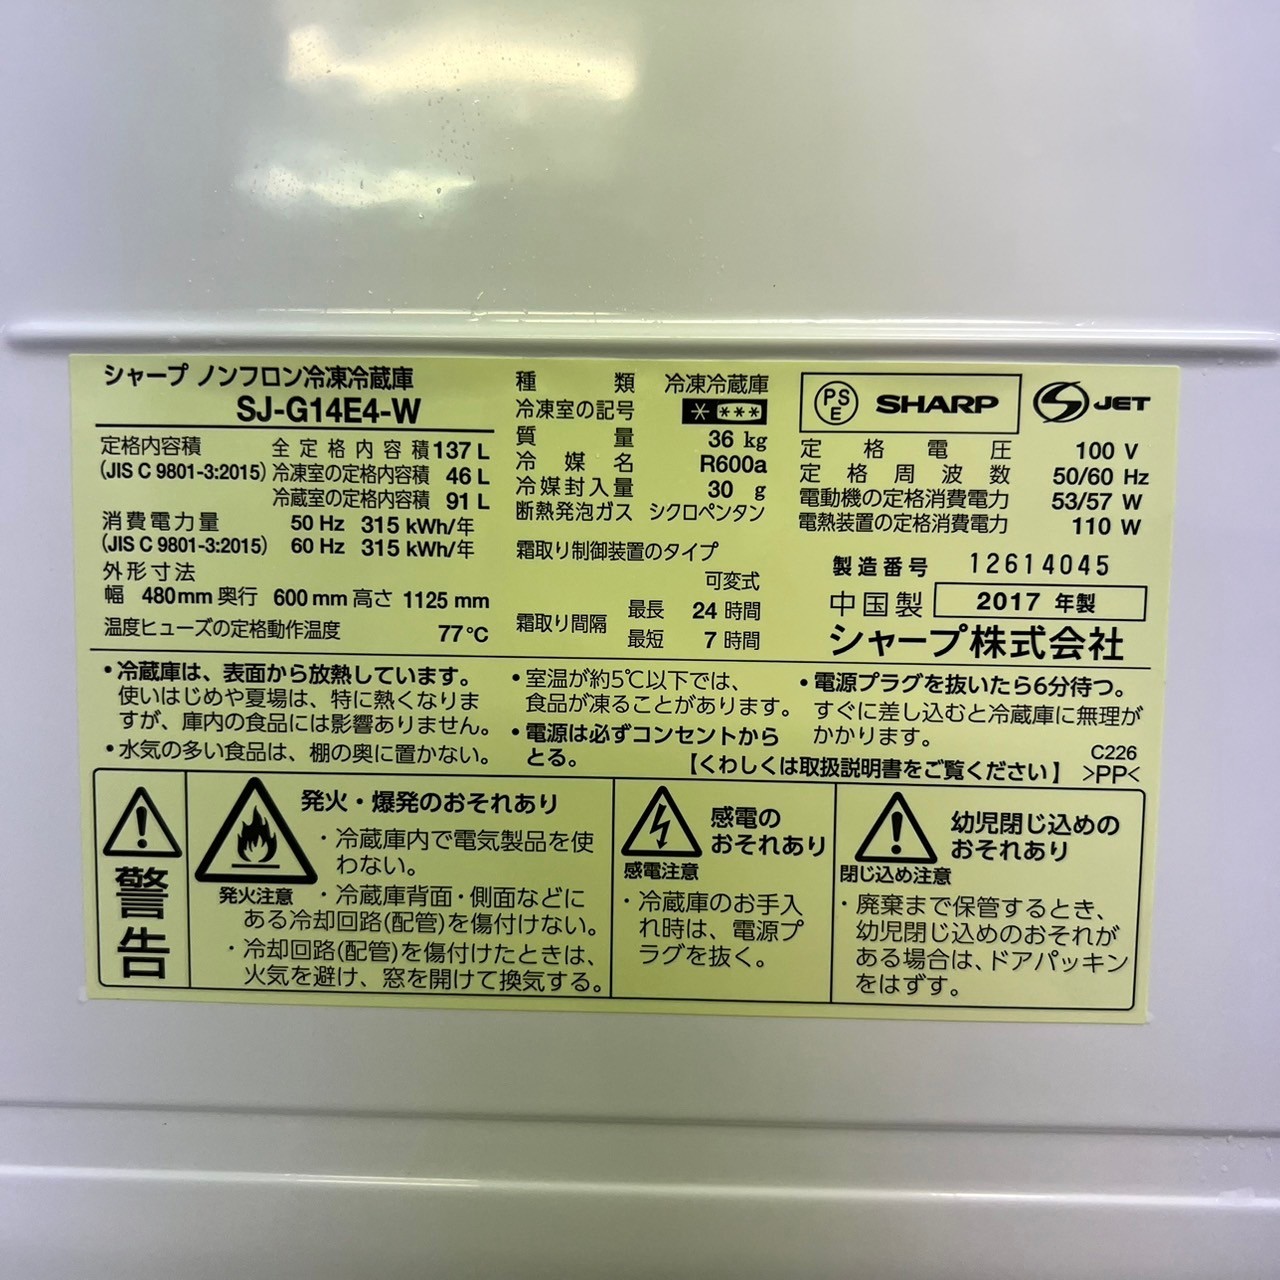 シャープ ノンフロン冷凍冷蔵庫
SJ-G14E4-W
定格内容積 全定格内容積 137 L
(JIS C 9801-3:2015) 冷凍室の定格内容積 46 L
冷蔵室の定格内容積 91 L
消費電力量 50 Hz 315 kWh/年
(JIS C 9801-3:2015) 60 Hz 315 kWh/年
外形寸法
幅 480mm 奥行 600mm 高さ 1125 mm
温度ヒューズの定格動作温度 77℃
種類 冷凍冷蔵庫
冷凍室の記号 * ***
質量 36 kg
冷媒名 R600a
冷媒封入量 30 g
断熱発泡ガス シクロペンタン
霜取り制御装置のタイプ
可変式
霜取り間隔 最長 24 時間
最短 7 時間
PSE SHARP JET
定格電圧 100 V
定格周波数 50/60 Hz
電動機の定格消費電力 53/57 W
電熱装置の定格消費電力 110 W
製造番号 12614045
中国製 2017 年製
シャープ株式会社
・冷蔵庫は、表面から放熱しています。
使いはじめや夏場は、特に熱くなりま
すが、庫内の食品には影響ありません。
・水気の多い食品は、棚の奥に置かない。
・室温が約5℃以下では、
食品が凍ることがあります。
・電源は必ずコンセントから
とる。
・電源プラグを抜いたら6分待つ。
すぐに差し込むと冷蔵庫に無理が
かかります。
C226
【くわしくは取扱説明書をご覧ください】 >PP<
警告
発火・爆発のおそれあり
発火注意
・冷蔵庫内で電気製品を使
わない。
・冷蔵庫背面・側面などに
ある冷却回路(配管)を傷付けない。
・冷却回路(配管)を傷付けたときは、
火気を避け、窓を開けて換気する。
感電の
おそれあり
感電注意
・冷蔵庫のお手入
れ時は、電源プ
ラグを抜く。
幼児閉じ込めの
おそれあり
閉じ込め注意
・廃棄まで保管するとき、
幼児閉じ込めのおそれが
ある場合は、ドアパッキン
をはずす。